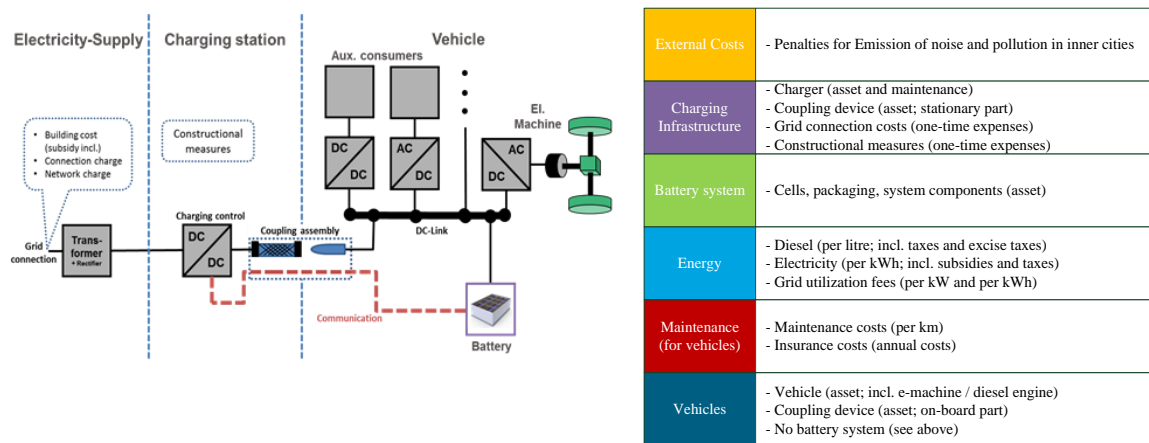 Electricity-Supply
Charging station
Vehicle
Aux. consumers
El.
Machine
• Building cost
(subsidy incl.)
• Connection charge
• Network charge
Constructional
measures
DC
DC
AC
DC
AC
DC
Charging control
Coupling assembly
DC-Link
Grid
connection
Trans-
former
+ Rectifier
DC
DC
Communication
Battery
External Costs
- Penalties for Emission of noise and pollution in inner cities
Charging
Infrastructure
- Charger (asset and maintenance)
- Coupling device (asset; stationary part)
- Grid connection costs (one-time expenses)
- Constructional measures (one-time expenses)
Battery system
- Cells, packaging, system components (asset)
Energy
- Diesel (per litre; incl. taxes and excise taxes)
- Electricity (per kWh; incl. subsidies and taxes)
- Grid utilization fees (per kW and per kWh)
Maintenance
(for vehicles)
- Maintenance costs (per km)
- Insurance costs (annual costs)
Vehicles
- Vehicle (asset; incl. e-machine / diesel engine)
- Coupling device (asset; on-board part)
- No battery system (see above)